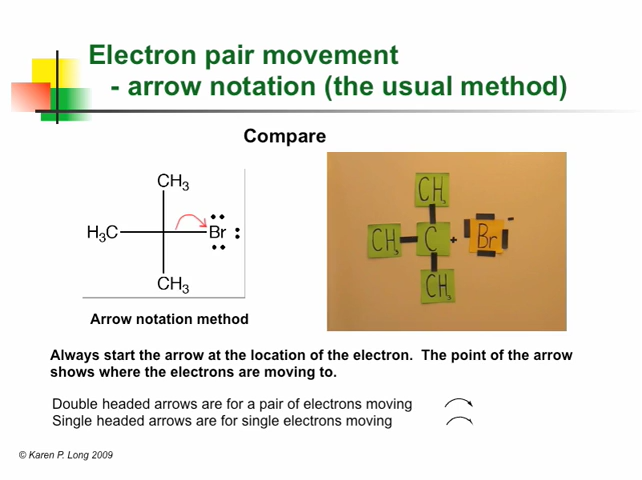 Electron pair movement
- arrow notation (the usual method)
Compare
CH3
H3C
Br
CH3
Arrow notation method
CH3
CH3 C + Br -
CH3
Always start the arrow at the location of the electron. The point of the arrow
shows where the electrons are moving to.
Double headed arrows are for a pair of electrons moving
Single headed arrows are for single electrons moving
© Karen P. Long 2009